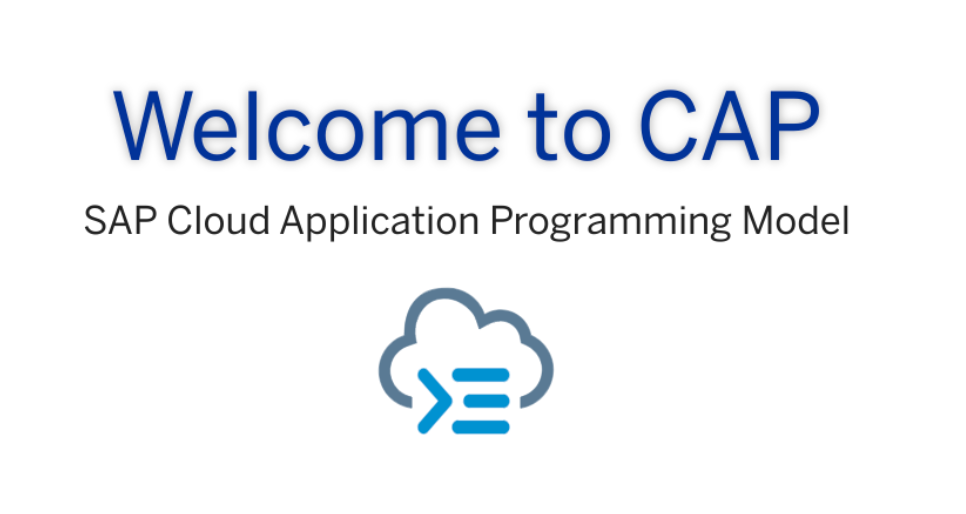 Welcome to CAP
SAP Cloud Application Programming Model